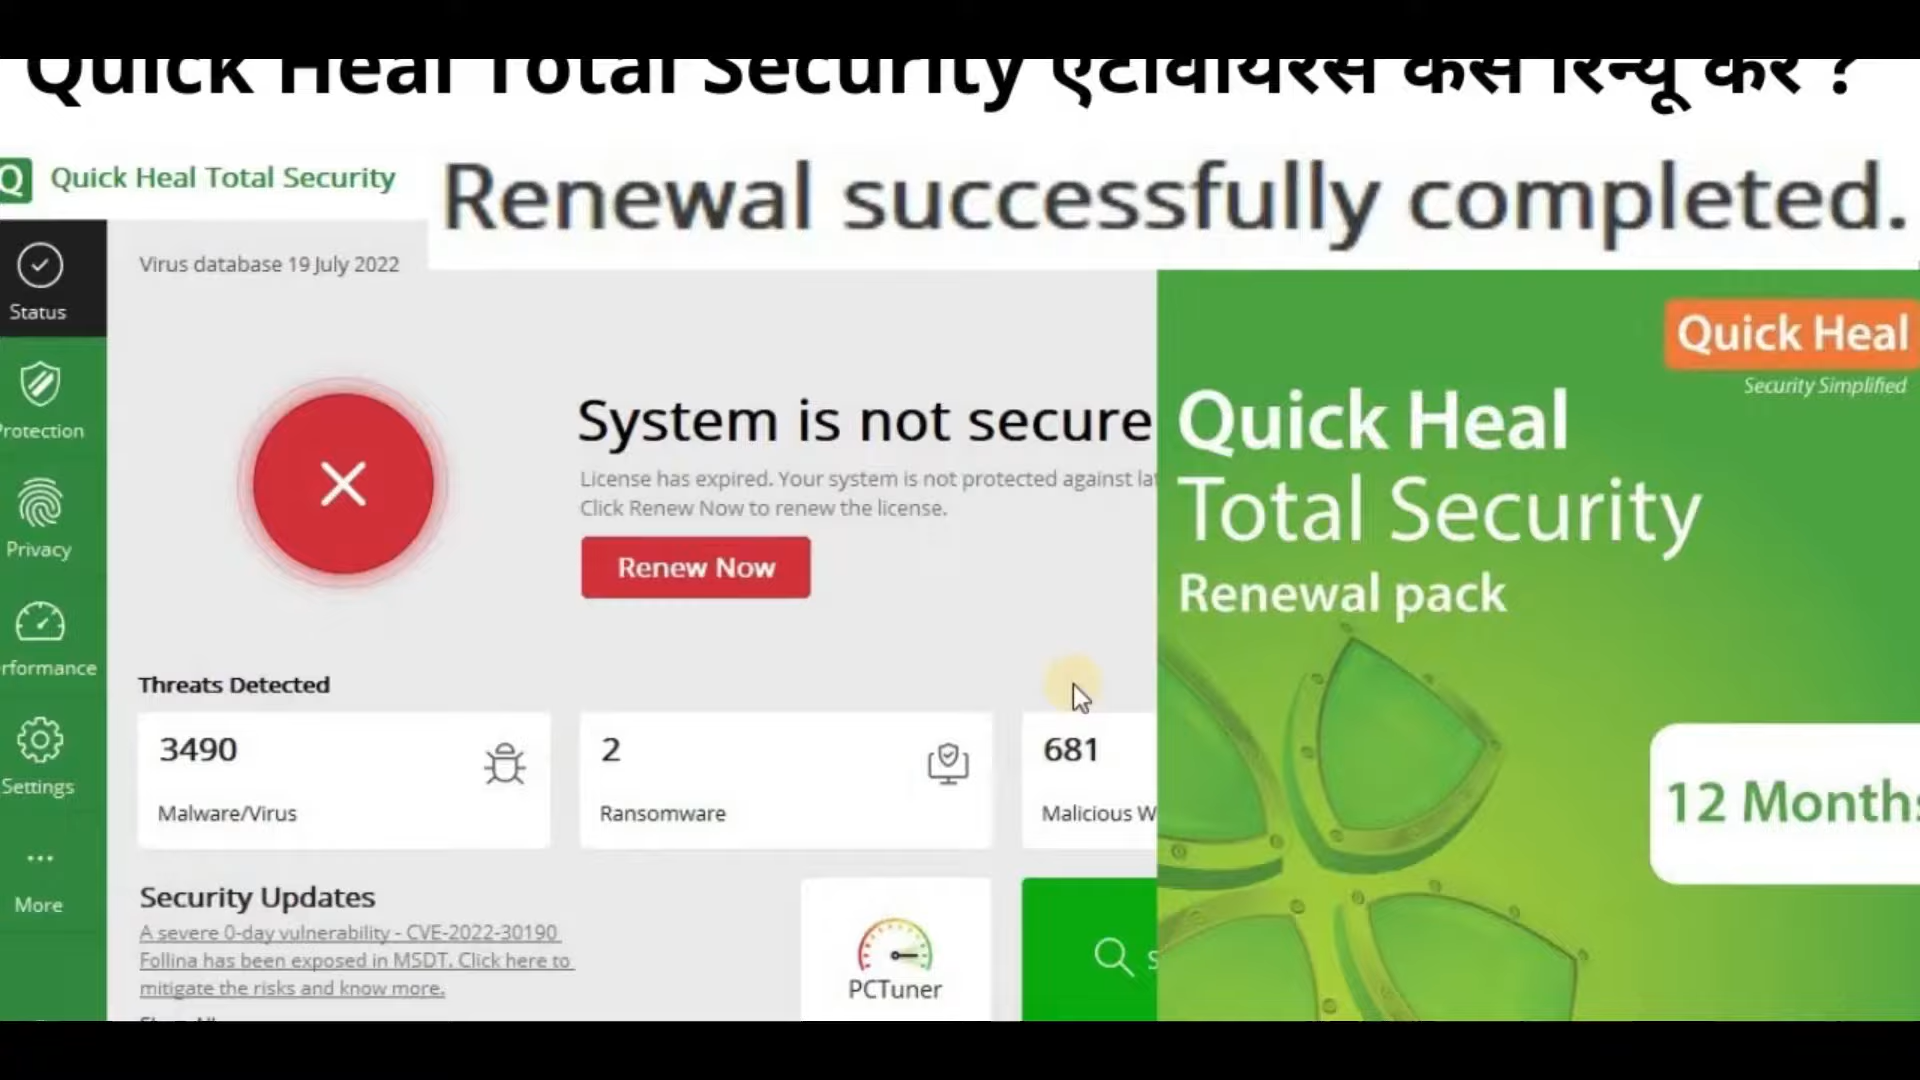 Quick Heal Total Security एंटीवायरस कैसे रिन्यू करें ?
Quick Heal Total Security
Renewal successfully completed.
Virus database 19 July 2022
Status
Protection
Privacy
rformance
Settings
More
System is not secure
License has expired. Your system is not protected against la
Click Renew Now to renew the license.
Renew Now
Threats Detected
3490
Malware/Virus
2
Ransomware
681
Malicious W
Security Updates
A severe 0-day vulnerability - CVE-2022-30190
Follina has been exposed in MSDT. Click here to
mitigate the risks and know more.
PCTuner
S
Quick Heal
Security Simplified
Quick Heal
Total Security
Renewal pack
12 Months